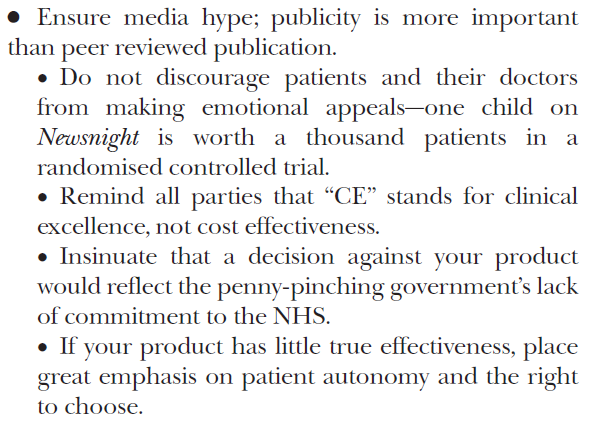 ● Ensure media hype; publicity is more important
than peer reviewed publication.
• Do not discourage patients and their doctors
from making emotional appeals—one child on
Newsnight is worth a thousand patients in a
randomised controlled trial.
• Remind all parties that “CE” stands for clinical
excellence, not cost effectiveness.
• Insinuate that a decision against your product
would reflect the penny-pinching government’s lack
of commitment to the NHS.
• If your product has little true effectiveness, place
great emphasis on patient autonomy and the right
to choose.